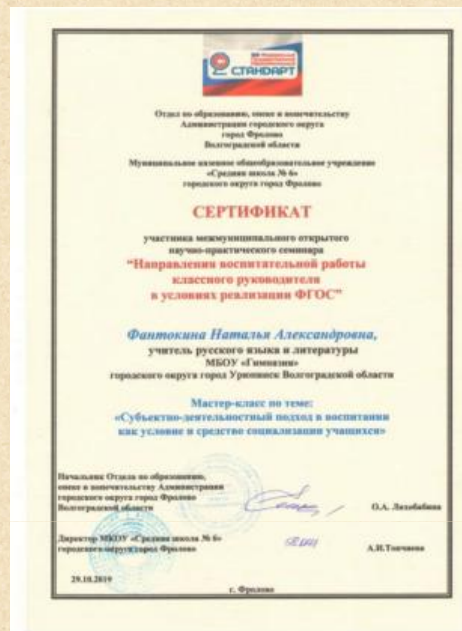 СТАНДАРТ
Отдел по образованию, опеке и попечительству
Администрации городского округа
город Фролово
Волгоградской области
Муниципальное казенное общеобразовательное учреждение
«Средняя школа № 6»
городского округа город Фролово
СЕРТИФИКАТ
участника межмуниципального открытого
научно-практического семинара
"Направления воспитательной работы
классного руководителя
в условиях реализации ФГОС"
Фантокина Наталья Александровна,
учитель русского языка и литературы
МБОУ «Гимназия»
городского округа город Урюпинск Волгоградской области
Мастер-класс по теме:
«Субъектно-деятельностный подход в воспитании
как условие и средство социализации учащихся»
Начальник Отдела по образованию,
опеке и попечительству Администрации
городского округа город Фролово
Волгоградской области
О.А.
Директор МКОУ «Средняя школа № 6»
городского округа город Фролово
А.И.
29.10.2019
г. Фролово